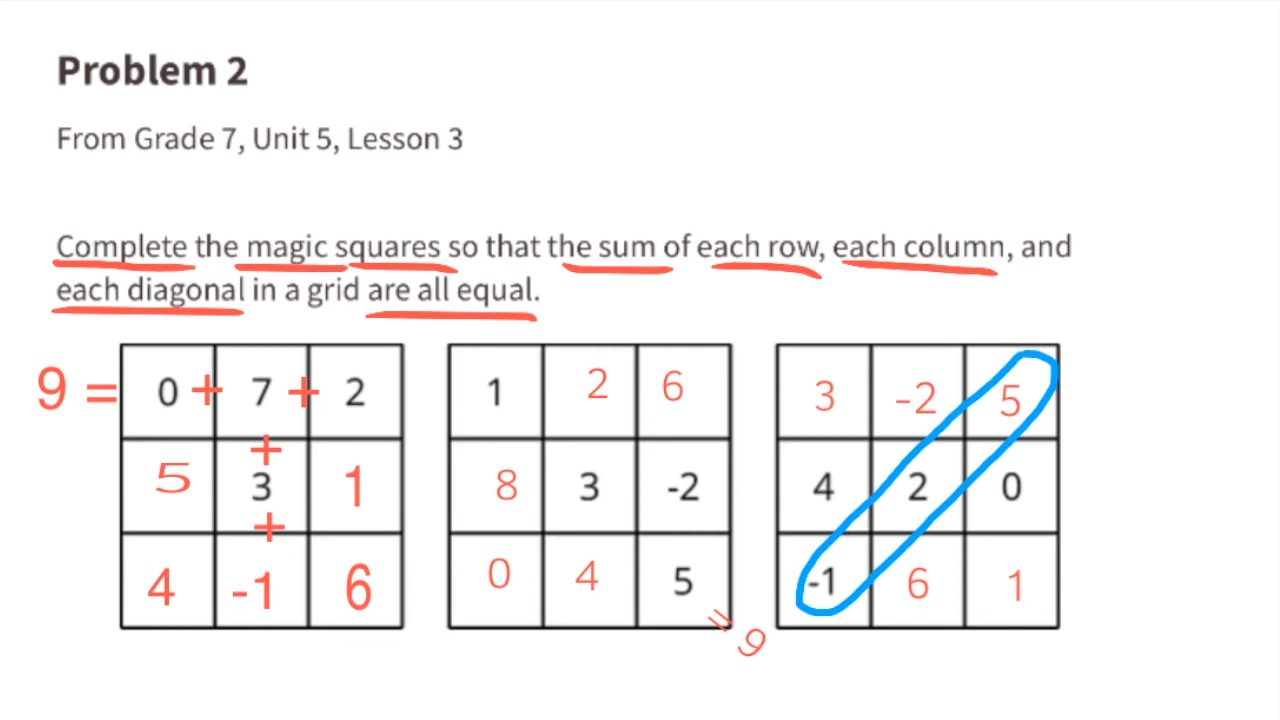 Problem 2
From Grade 7, Unit 5, Lesson 3
Complete the magic squares so that the sum of each row, each column, and
each diagonal in a grid are all equal.
9 = 0 + 7 + 2
+
5 3 1
+
4 -1 6
1 2 6
8 3 -2
0 4 5
= 9
3 -2 5
4 2 0
-1 6 1